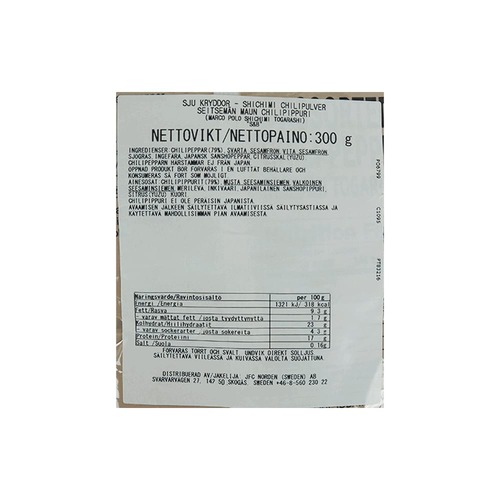 SJU KRYDDOR - SHICHIMI CHILIPULVER
SEITSEMÄN MAUN CHILIPIPPURI
(MARCO POLO SHICHIMI TOGARASHI)
"S&B"
NETTOVIKT/NETTOPAINO:300 g
INGREDIENSER:CHILIPEPPAR(79%),SVARTA SESAMFRÖN,VITA SESAMFRÖN,
SJÖGRÄS,INGEFÄRA,JAPANSK SANSHOPEPPAR,CITRUSSKAL(YUZU)
CHILIPEPPARN HÄRSTAMMAR EJ FRÅN JAPAN
ÖPPNAD PRODUKT BÖR FÖRVARAS I EN LUFTTÄT BEHÅLLARE OCH
KONSUMERAS SÅ FORT SOM MÖJLIGT.
AINESOSAT:CHILIPIPPURIT(79%),MUSTA SEESAMINSIEMEN,VALKOINEN
SEESAMINSIEMEN,MERILEVÄ,INKIVÄÄRI,JAPANILAINEN SANSHOPIPPURI,
SITRUS(YUZU) KUORI
CHILIPIPPURI EI OLE PERÄISIN JAPANISTA
AVAAMISEN JÄLKEEN SÄILYTETTÄVÄ ILMATIIVIISSÄ SÄILYTYSASTIASSA JA
KÄYTETTÄVÄ MAHDOLLISIMMAN PIAN AVAAMISESTA
Näringsvärde/Ravintosisältö per 100g
Energi /Energia 1321 kJ/ 318 kcal
Fett/Rasva 9.3 g
- varav mättat fett /josta tyydyttynyttä 1.7 g
Kolhydrat/Hiilihydraatit 23 g
- varav sockerarter /josta sokereita 4.3 g
Protein/Proteiini 17 g
Salt /Suola 0.16g
FÖRVARAS TORRT OCH SVALT. UNDVIK DIREKT SOLLJUS.
SÄILYTETTÄVÄ VIILEÄSSÄ JA KUIVASSA VALOLTA SUOJATTUNA.
DISTRIBUERAD AV/JAKELIJA: JFC NORDEN (SWEDEN) AB
SVARVARVÄGEN 27, 142 50 SKOGÅS, SWEDEN +46-8-560 230 22